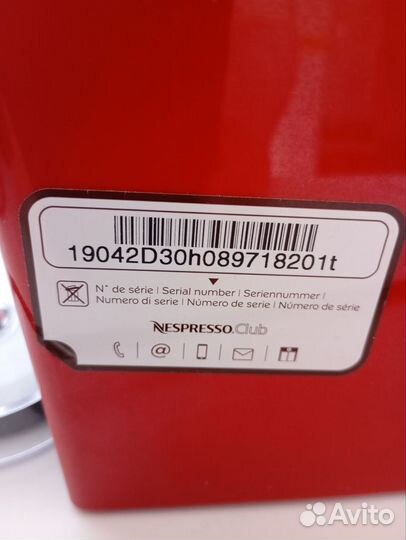 19042D30h089718201t
N° de série | Serial number | Seriennummer |
Numero di serie | Número de serie | Número de série
NESPRESSO.Club
Avito